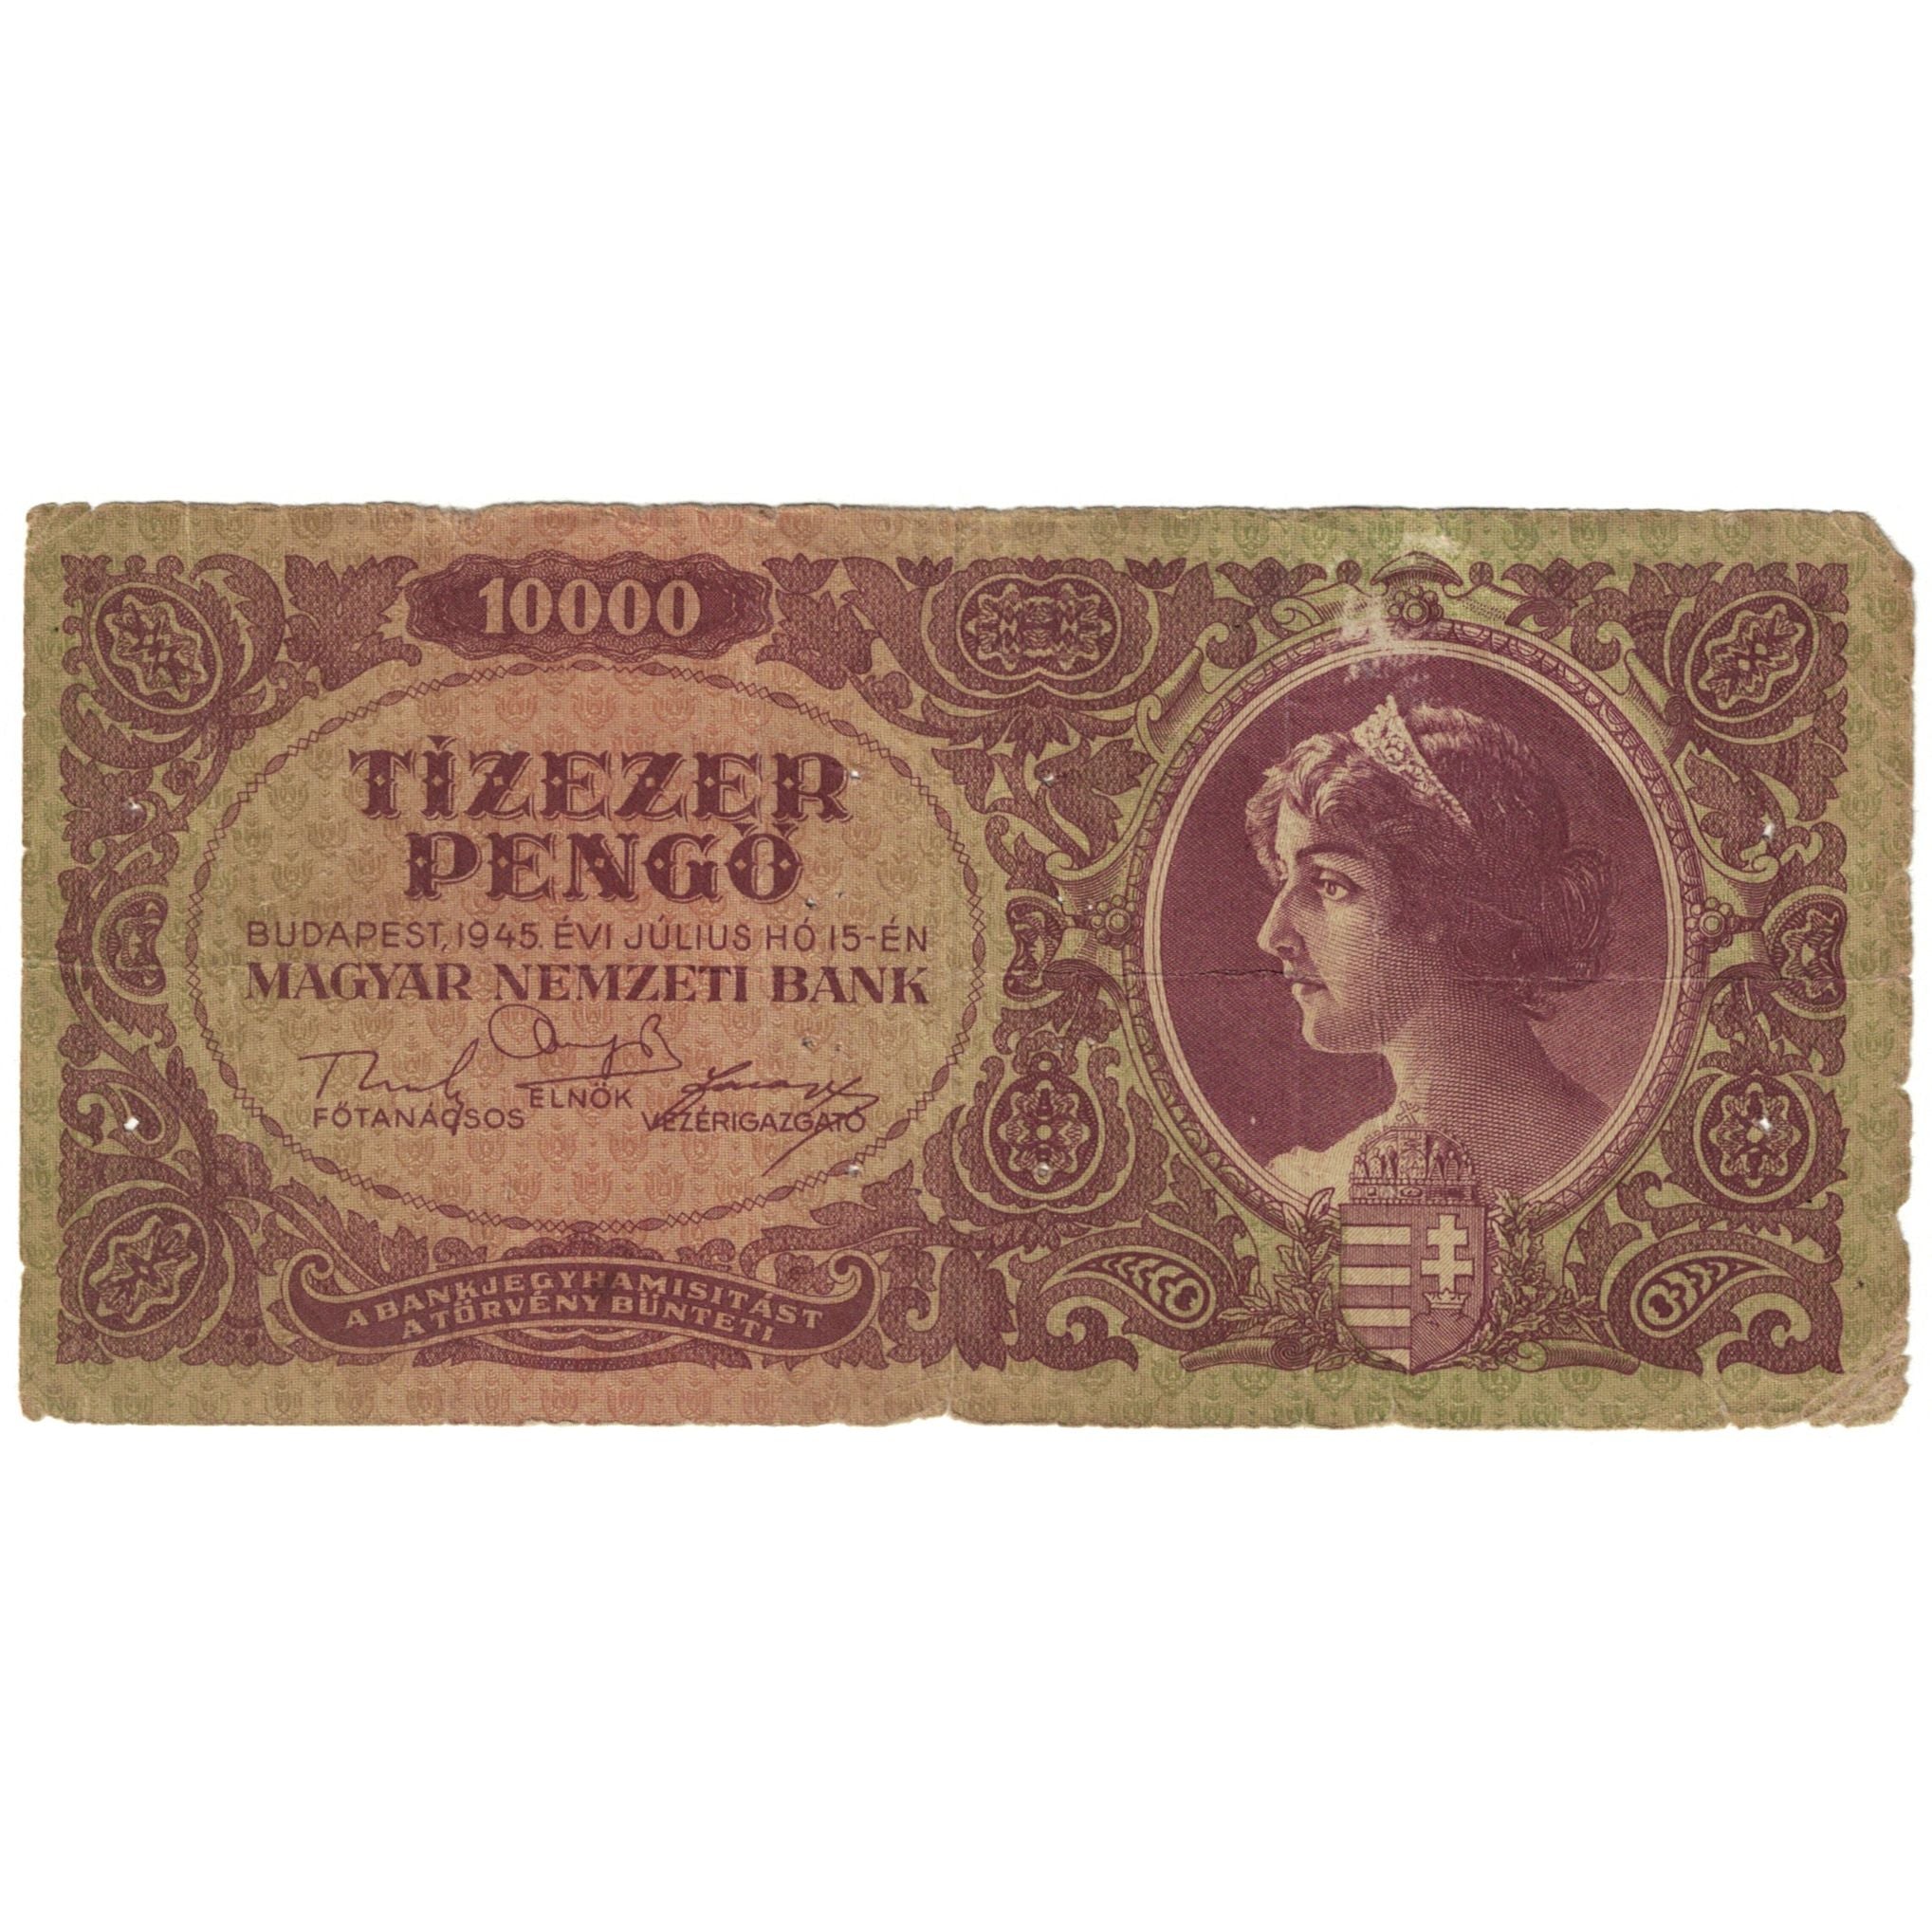 10000
TÍZEZER
PENGŐ
BUDAPEST, 1945. ÉVI JÚLIUS HÓ 15-ÉN
MAGYAR NEMZETI BANK
FŐTANÁCSOS ELNÖK VEZÉRIGAZGATÓ
A BANKJEGYHAMISITÁST
A TÖRVÉNY BÜNTETI